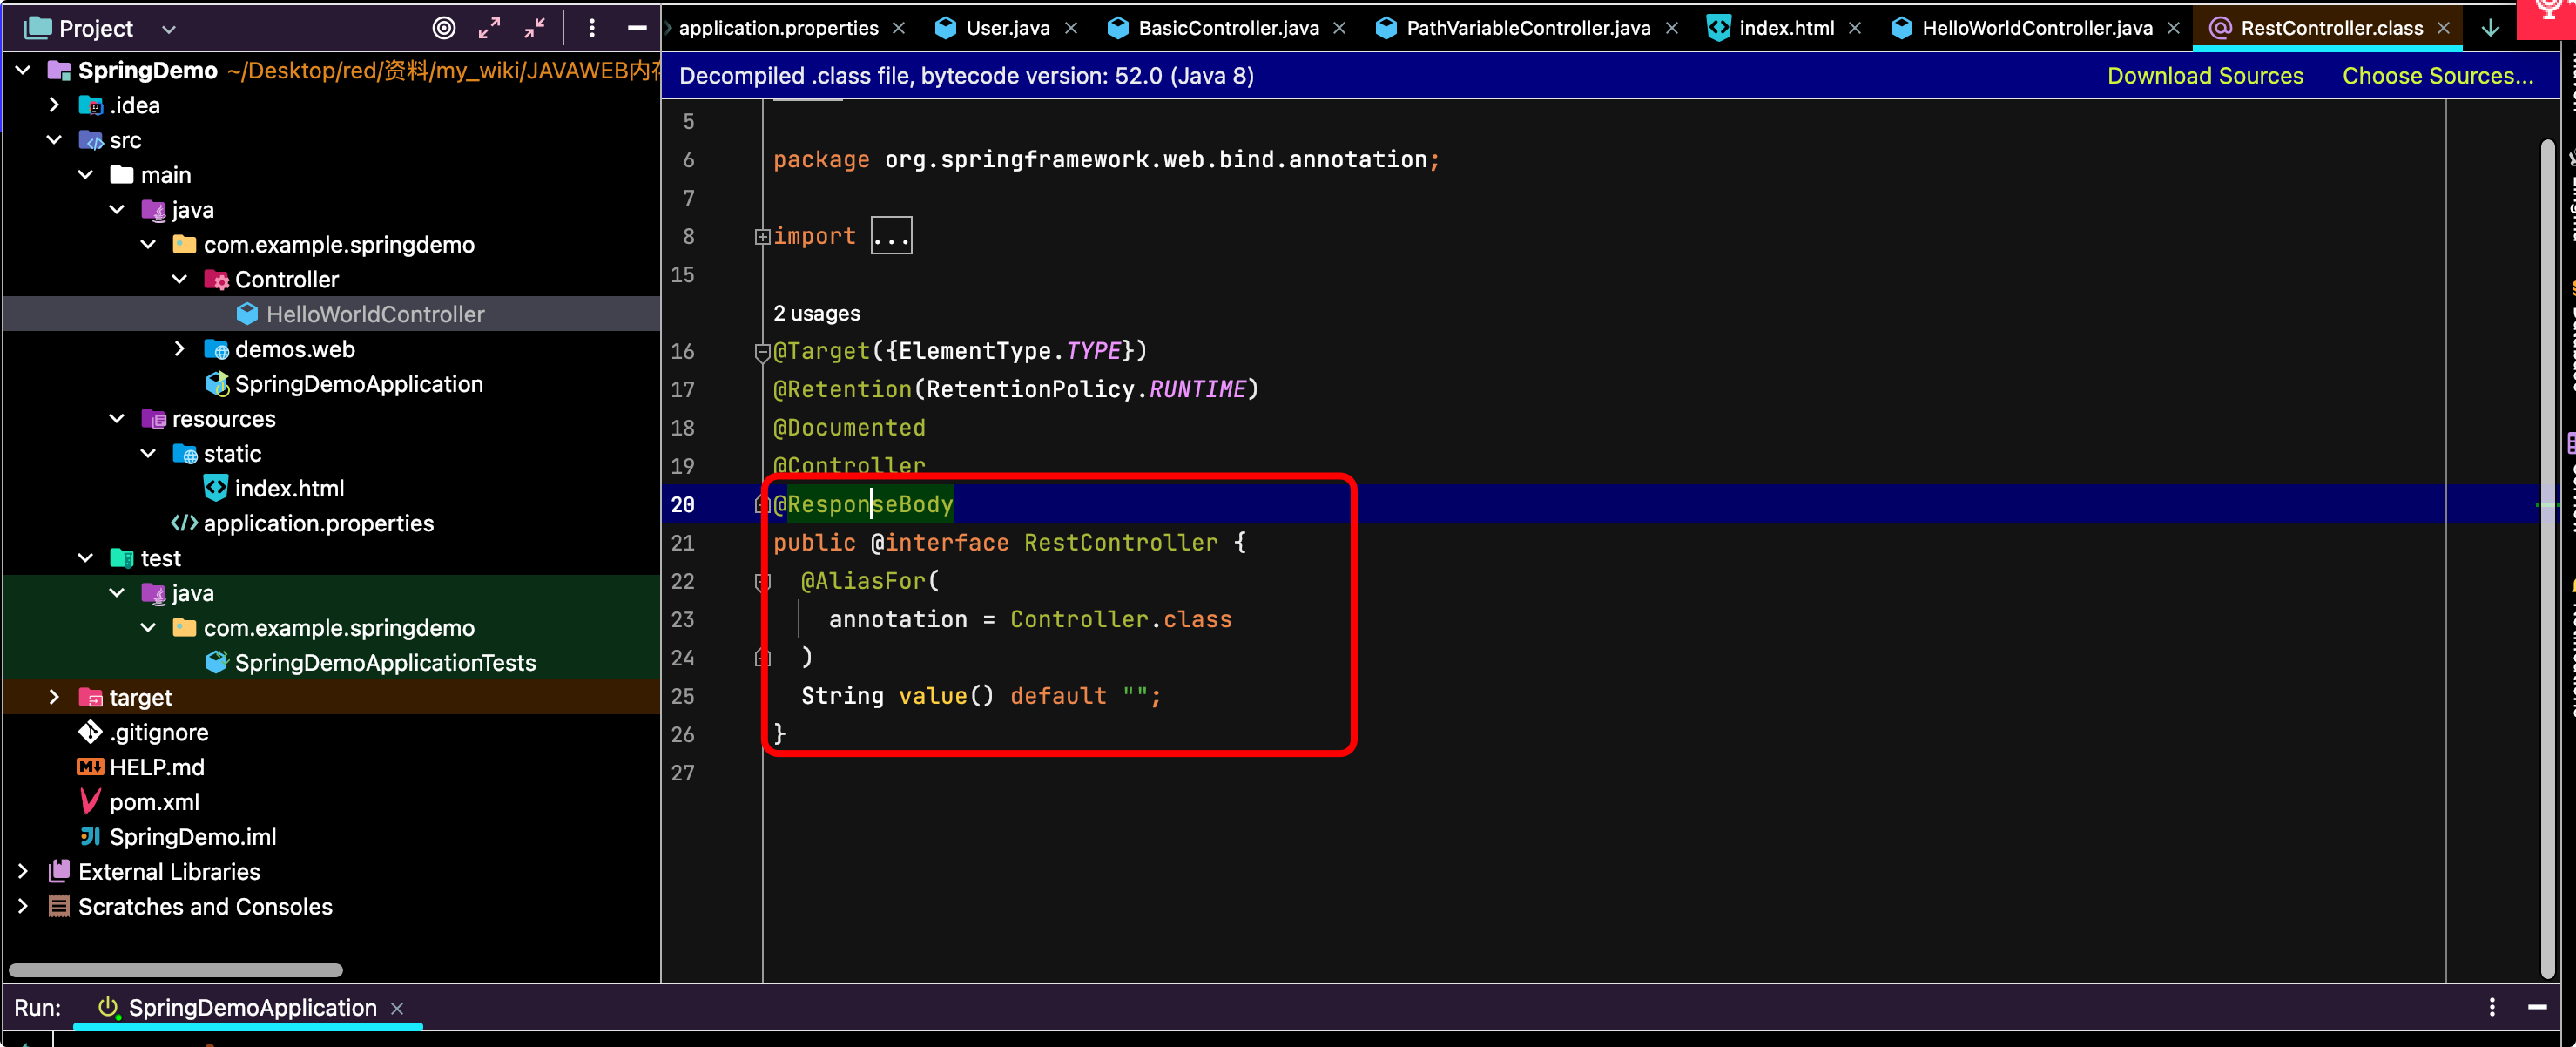 Project
application.properties
User.java
BasicController.java
PathVariableController.java
index.html
HelloWorldController.java
RestController.class
SpringDemo ~/Desktop/red/资料/my_wiki/JAVAWEB内存
.idea
src
main
java
com.example.springdemo
Controller
HelloWorldController
demos.web
SpringDemoApplication
resources
static
index.html
application.properties
test
java
com.example.springdemo
SpringDemoApplicationTests
target
.gitignore
HELP.md
pom.xml
SpringDemo.iml
External Libraries
Scratches and Consoles
Decompiled .class file, bytecode version: 52.0 (Java 8)
Download Sources
Choose Sources...
5
6 package org.springframework.web.bind.annotation;
7
8 import ...
15
2 usages
16 @Target({ElementType.TYPE})
17 @Retention(RetentionPolicy.RUNTIME)
18 @Documented
19 @Controller
20 @ResponseBody
21 public @interface RestController {
22 @AliasFor(
23 annotation = Controller.class
24 )
25 String value() default "";
26 }
27
Run:
SpringDemoApplication